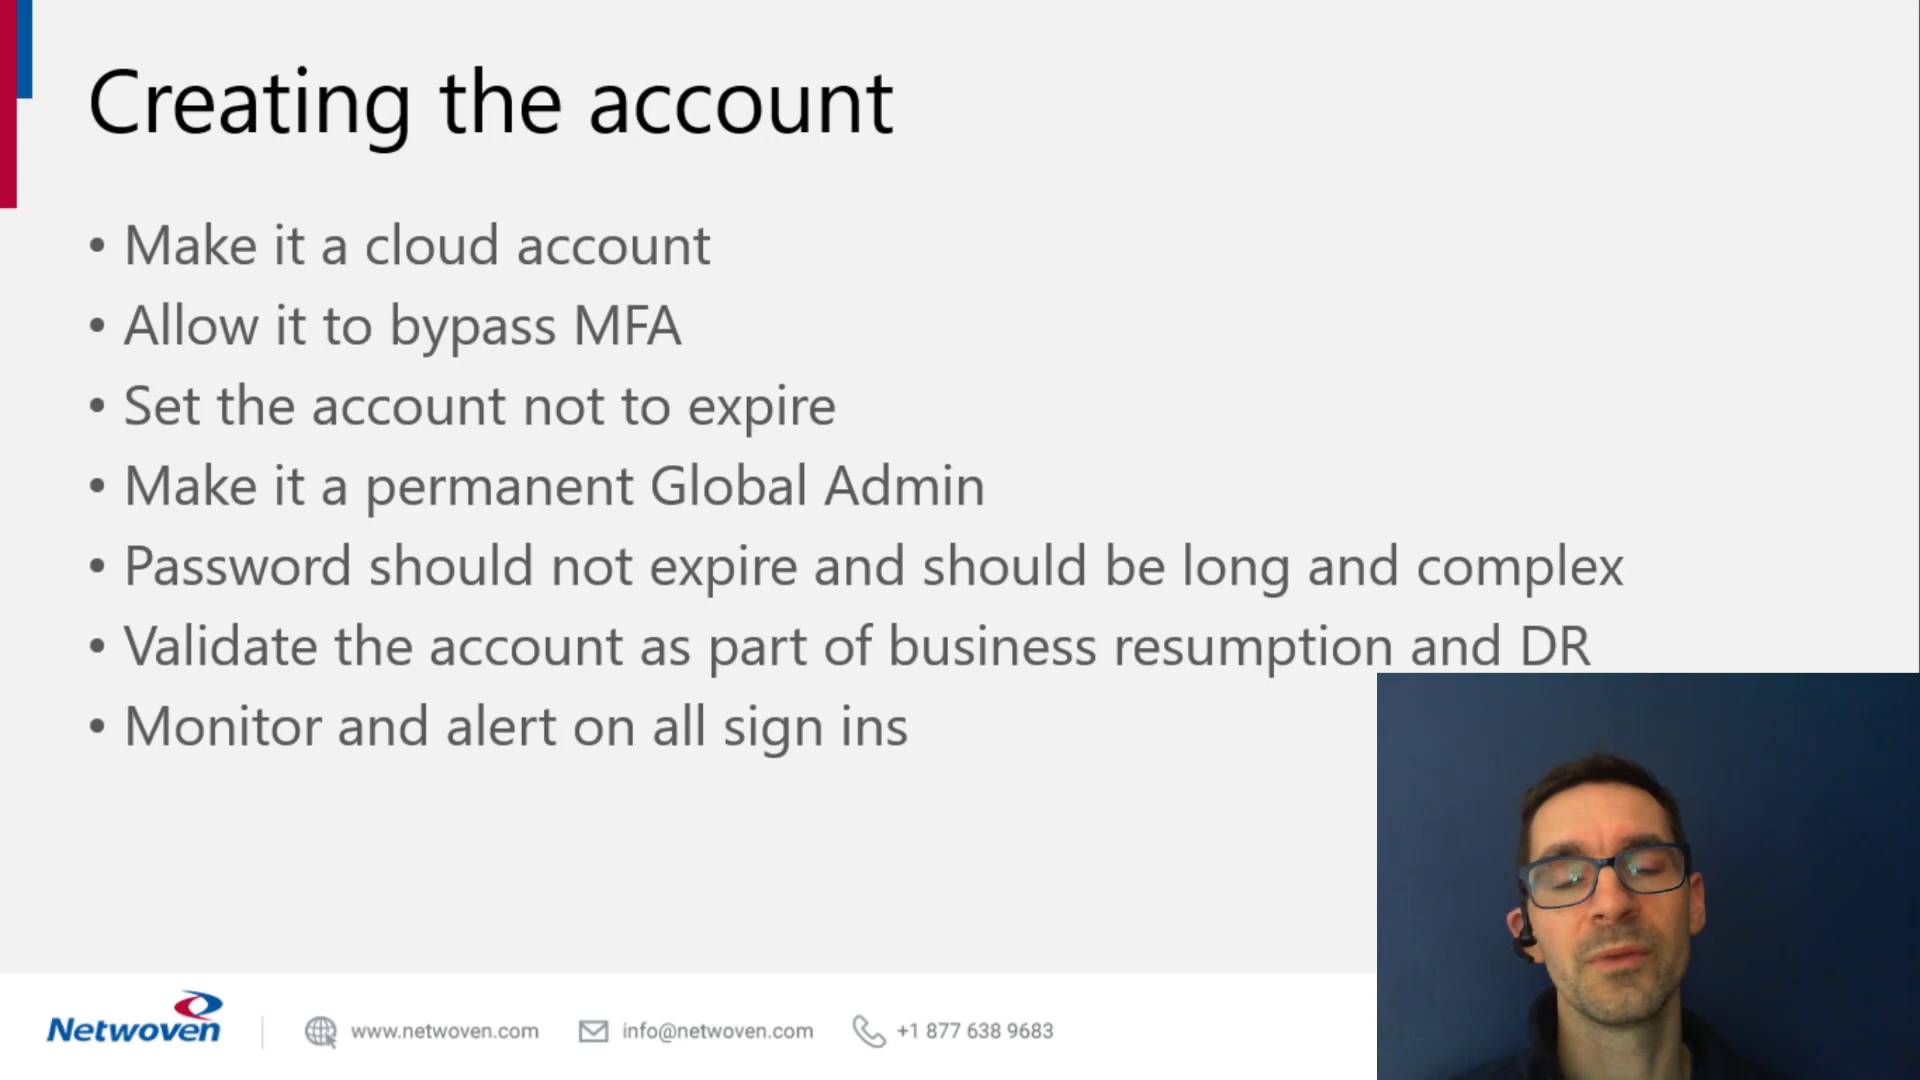 Creating the account
• Make it a cloud account
• Allow it to bypass MFA
• Set the account not to expire
• Make it a permanent Global Admin
• Password should not expire and should be long and complex
• Validate the account as part of business resumption and DR
• Monitor and alert on all sign ins
Netwoven www.netwoven.com info@netwoven.com +1 877 638 9683